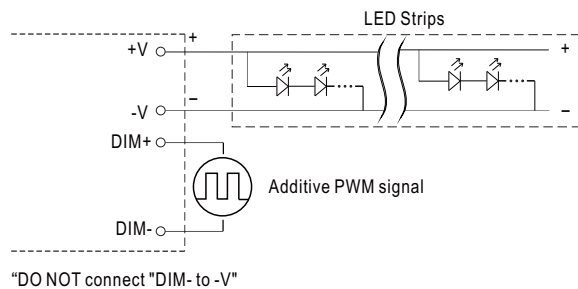 LED Strips
+V
+
+
-V
−
−
DIM+
Additive PWM signal
DIM-
“DO NOT connect "DIM- to -V"